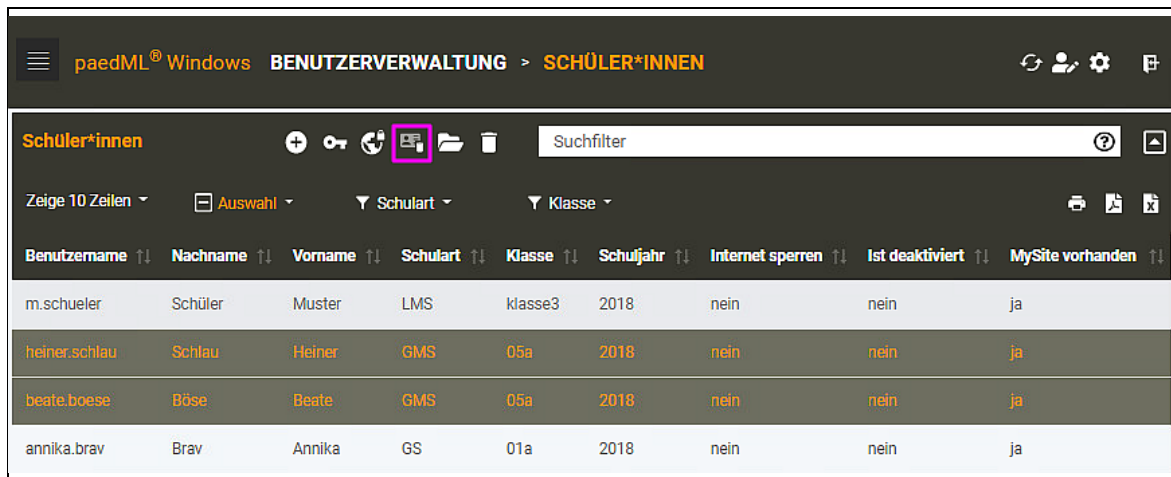 paedML® Windows BENUTZERVERWALTUNG > SCHÜLER*INNEN
Schüler*innen Suchfilter
Zeige 10 Zeilen Auswahl Schulart Klasse
Benutzername Nachname Vorname Schulart Klasse Schuljahr Internet sperren Ist deaktiviert MySite vorhanden
m.schueler Schüler Muster LMS klasse3 2018 nein nein ja
heiner.schlau Schlau Heiner GMS 05a 2018 nein nein ja
beate.boese Böse Beate GMS 05a 2018 nein nein ja
annika.brav Brav Annika GS 01a 2018 nein nein ja